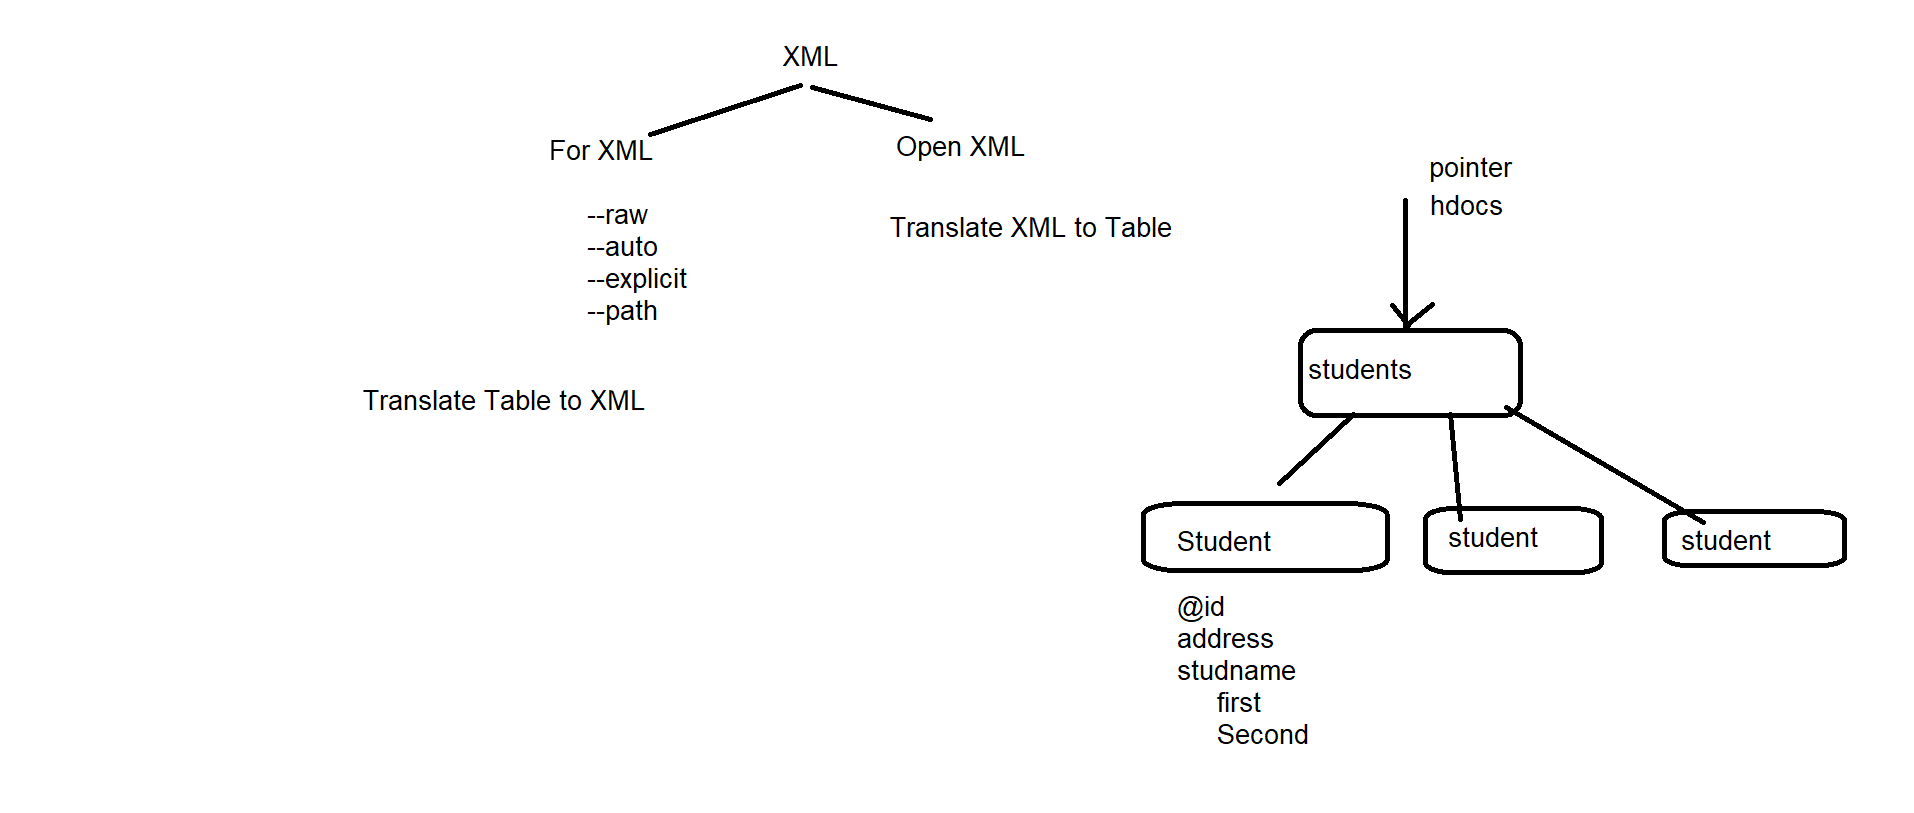 XML
For XML
Open XML
--raw
--auto
--explicit
--path
Translate Table to XML
Translate XML to Table
pointer
hdocs
students
Student
student
student
@id
address
studname
first
Second